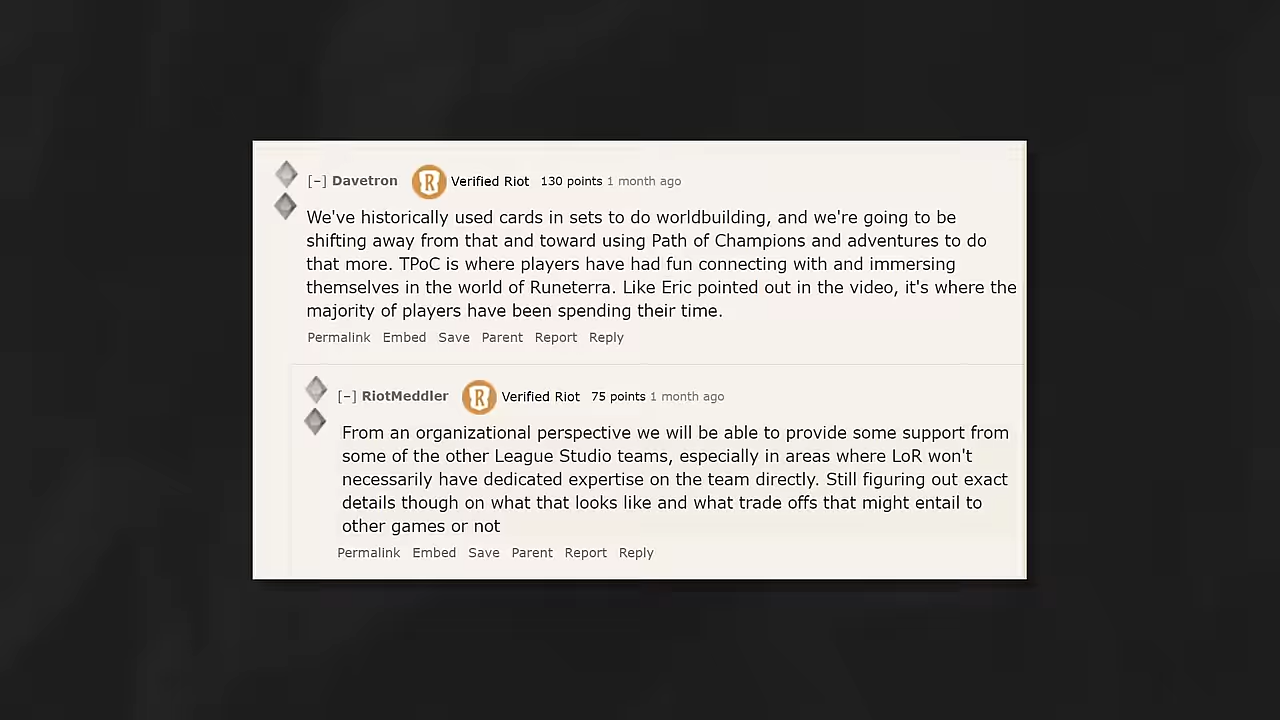 [–] Davetron R Verified Riot 130 points 1 month ago
We've historically used cards in sets to do worldbuilding, and we're going to be
shifting away from that and toward using Path of Champions and adventures to do
that more. TPoC is where players have had fun connecting with and immersing
themselves in the world of Runeterra. Like Eric pointed out in the video, it's where the
majority of players have been spending their time.
Permalink Embed Save Parent Report Reply
[–] RiotMeddler R Verified Riot 75 points 1 month ago
From an organizational perspective we will be able to provide some support from
some of the other League Studio teams, especially in areas where LoR won't
necessarily have dedicated expertise on the team directly. Still figuring out exact
details though on what that looks like and what trade offs that might entail to
other games or not
Permalink Embed Save Parent Report Reply